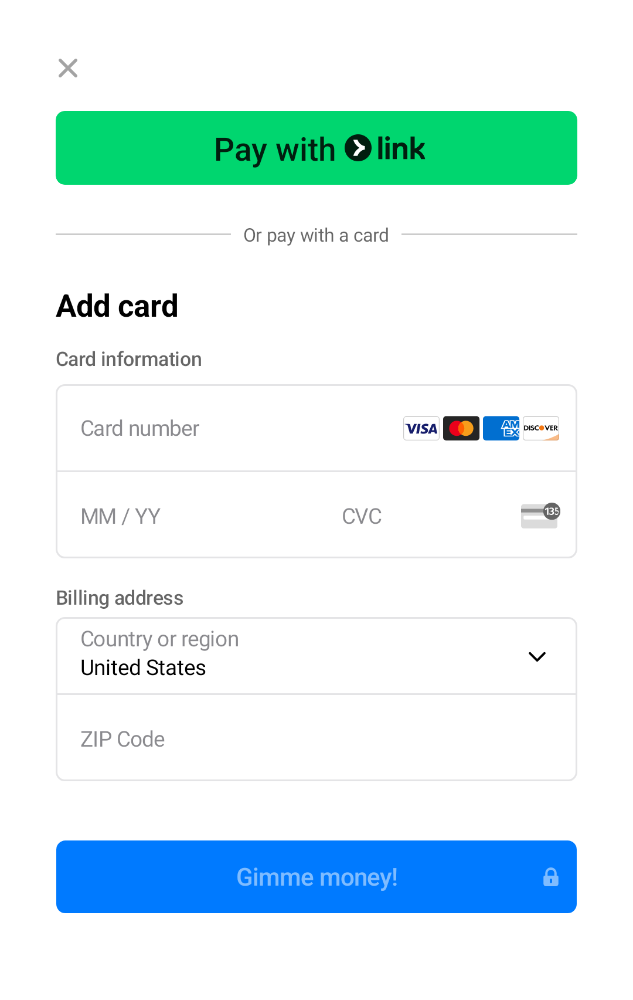 Pay with link
Or pay with a card
Add card
Card information
Card number VISA AM EX DISCOVER
MM / YY CVC 135
Billing address
Country or region
United States
ZIP Code
Gimme money!